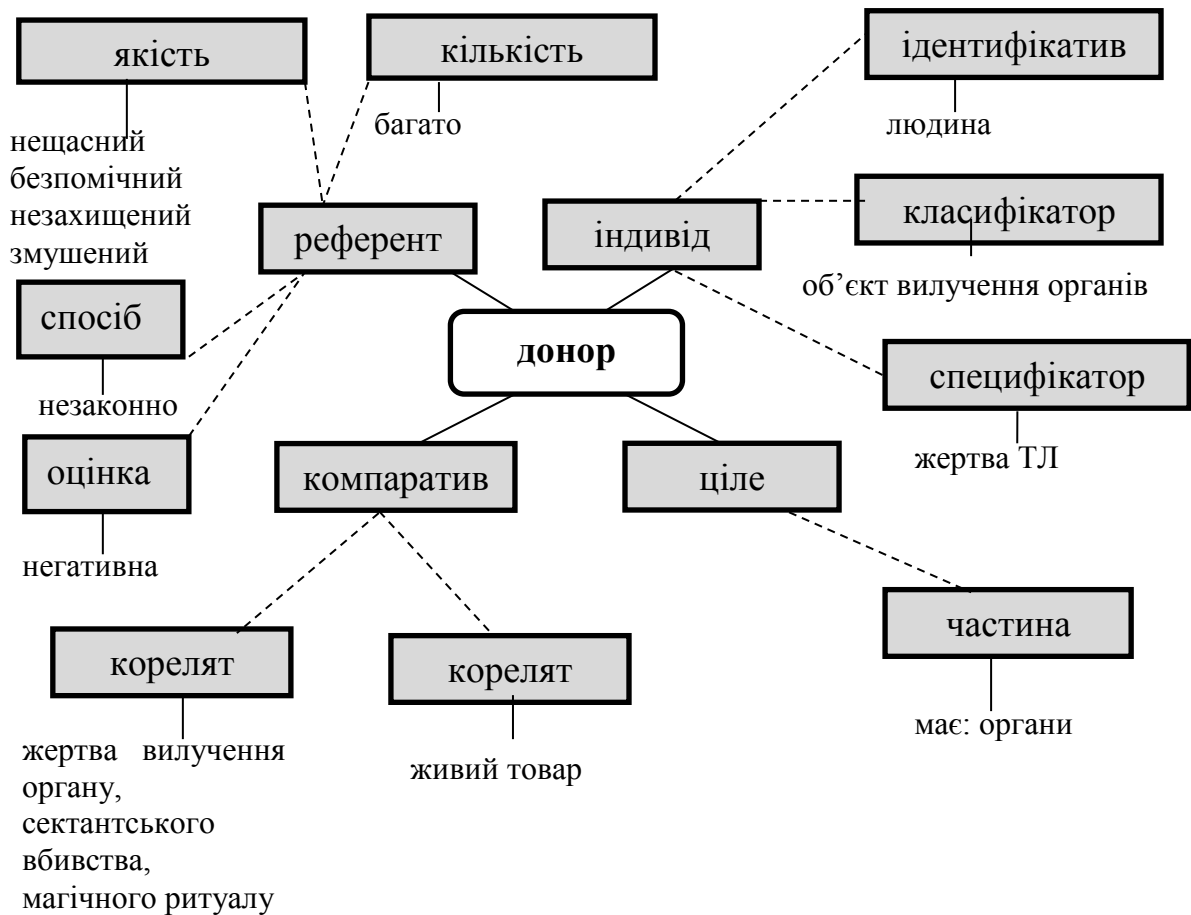 якість
кількість
ідентифікатив
багато
людина
нещасний
безпомічний
незахищений
змушений
класифікатор
референт
індивід
об’єкт вилучення органів
спосіб
донор
специфікатор
незаконно
жертва ТЛ
оцінка
компаратив
ціле
негативна
частина
корелят
корелят
має: органи
жертва вилучення
органу,
сектантського
вбивства,
магічного ритуалу
живий товар